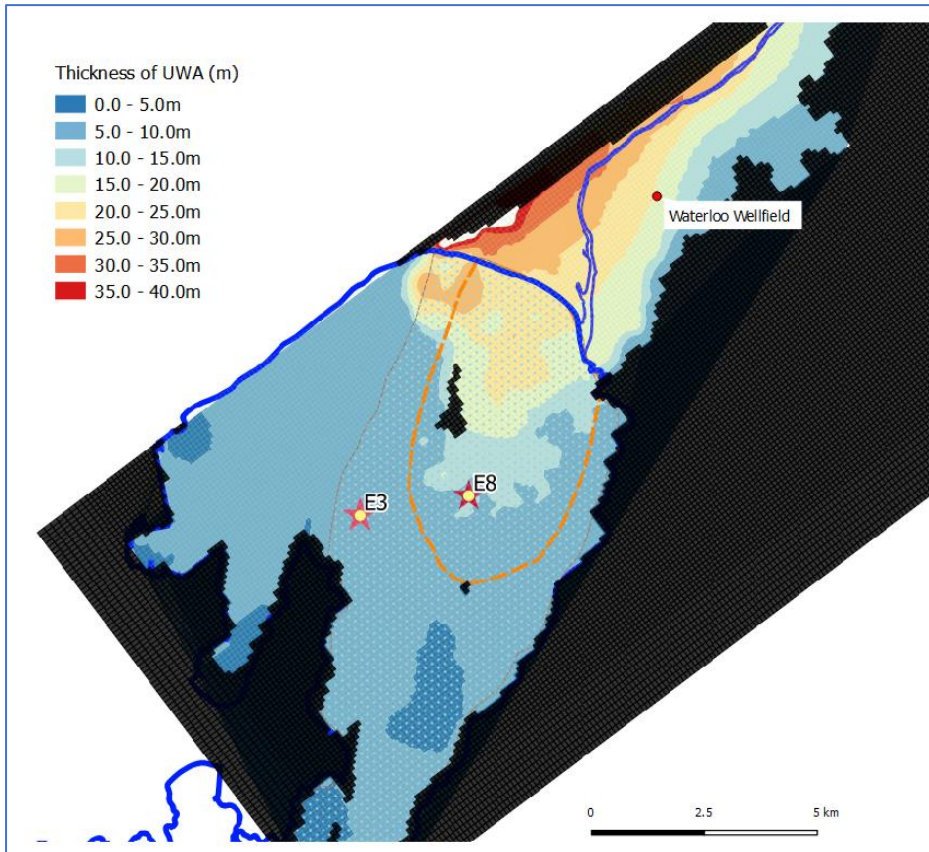 Thickness of UWA (m)
0.0 - 5.0m
5.0 - 10.0m
10.0 - 15.0m
15.0 - 20.0m
20.0 - 25.0m
25.0 - 30.0m
30.0 - 35.0m
35.0 - 40.0m
Waterloo Wellfield
E8
E3
0 2.5 5 km